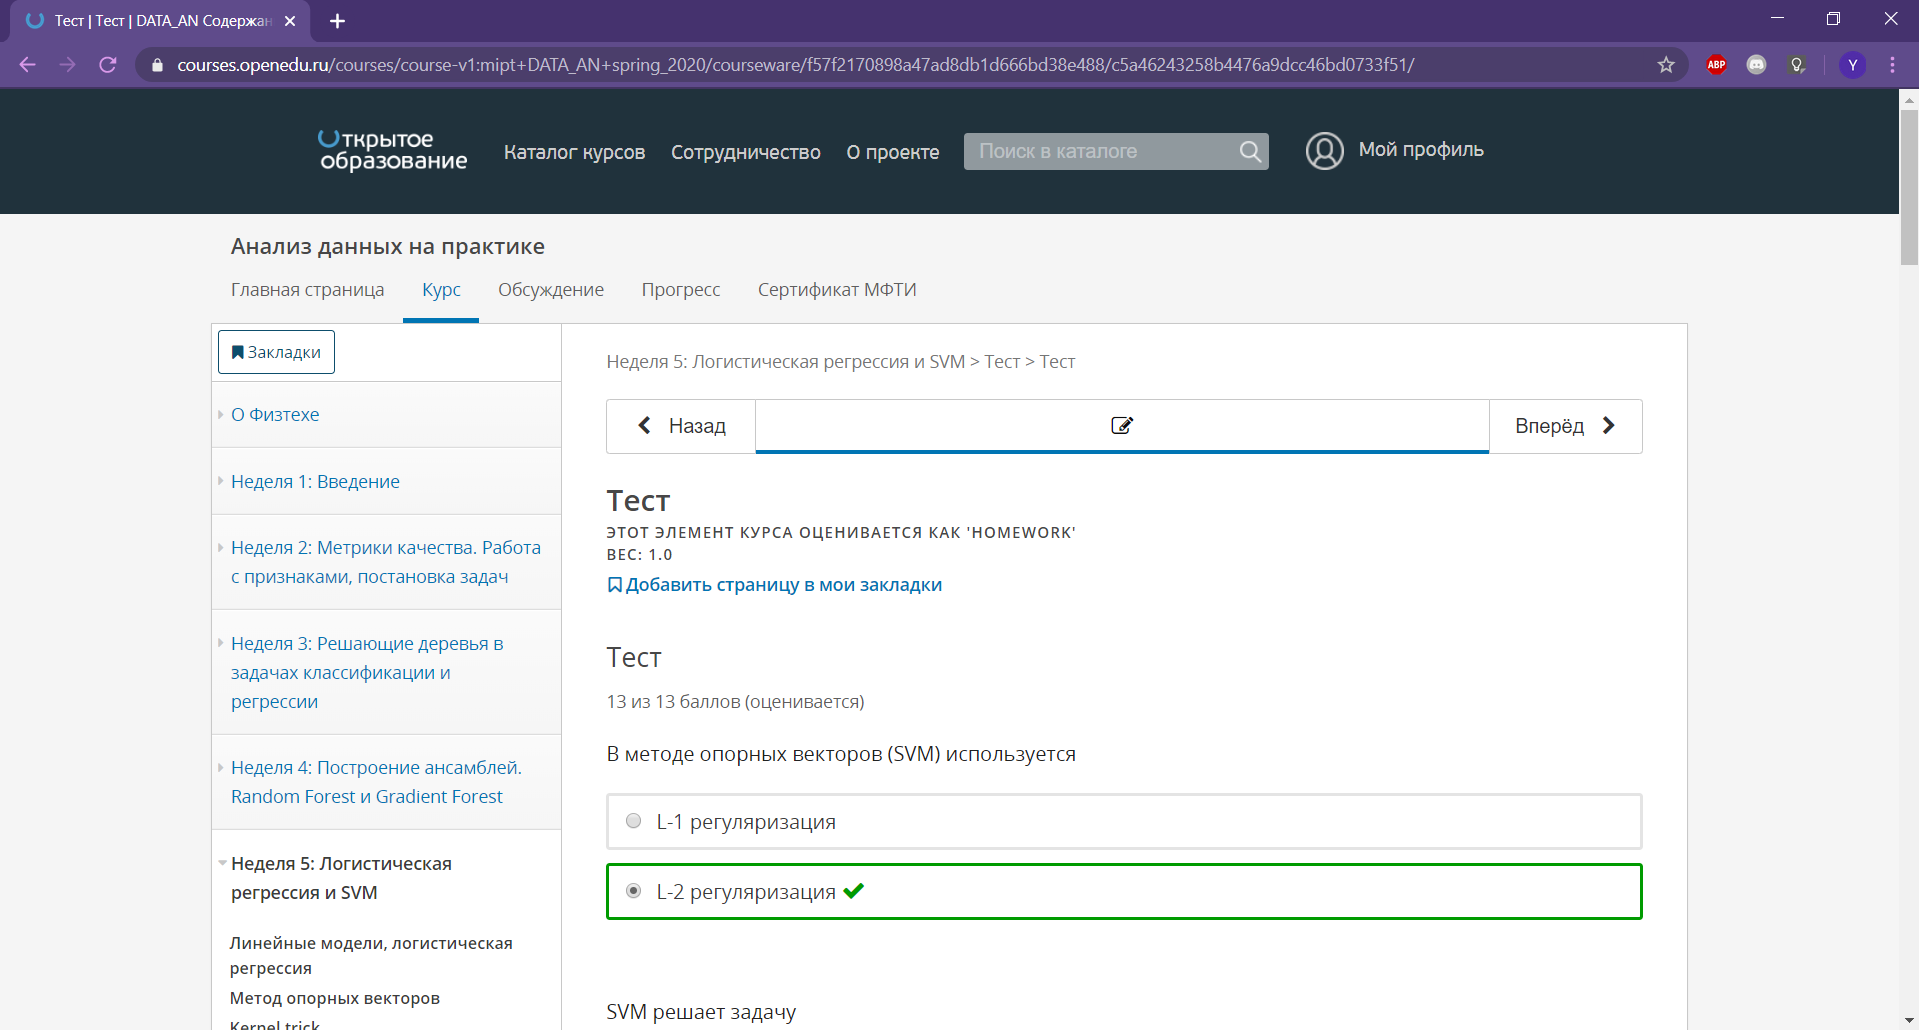 Тест | Тест | DATA_AN Содержан
courses.openedu.ru/courses/course-v1:mipt+DATA_AN+spring_2020/courseware/f57f2170898a47ad8db1d666bd38e488/c5a46243258b4476a9dcc46bd0733f51/
ABP
Y
Открытое
образование
Каталог курсов
Сотрудничество
О проекте
Поиск в каталоге
Мой профиль
Анализ данных на практике
Главная страница
Курс
Обсуждение
Прогресс
Сертификат МФТИ
Закладки
О Физтехе
Неделя 1: Введение
Неделя 2: Метрики качества. Работа
с признаками, постановка задач
Неделя 3: Решающие деревья в
задачах классификации и
регрессии
Неделя 4: Построение ансамблей.
Random Forest и Gradient Forest
Неделя 5: Логистическая
регрессия и SVM
Линейные модели, логистическая
регрессия
Метод опорных векторов
Kernel trick
Неделя 5: Логистическая регрессия и SVM > Тест > Тест
Назад
Вперёд
Тест
ЭТОТ ЭЛЕМЕНТ КУРСА ОЦЕНИВАЕТСЯ КАК 'HOMEWORK'
ВЕС: 1.0
Добавить страницу в мои закладки
Тест
13 из 13 баллов (оценивается)
В методе опорных векторов (SVM) используется
L-1 регуляризация
L-2 регуляризация
SVM решает задачу